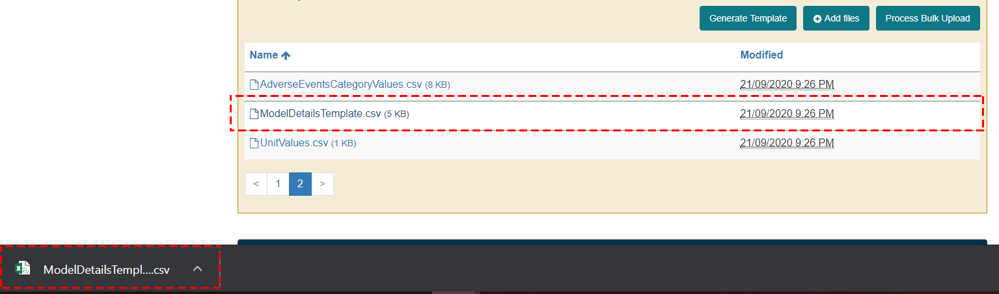 Generate Template Add files Process Bulk Upload
Name Modified
AdverseEventsCategoryValues.csv (8 KB) 21/09/2020 9:26 PM
ModelDetailsTemplate.csv (5 KB) 21/09/2020 9:26 PM
UnitValues.csv (1 KB) 21/09/2020 9:26 PM
< 1 2 >
ModelDetailsTempl....csv